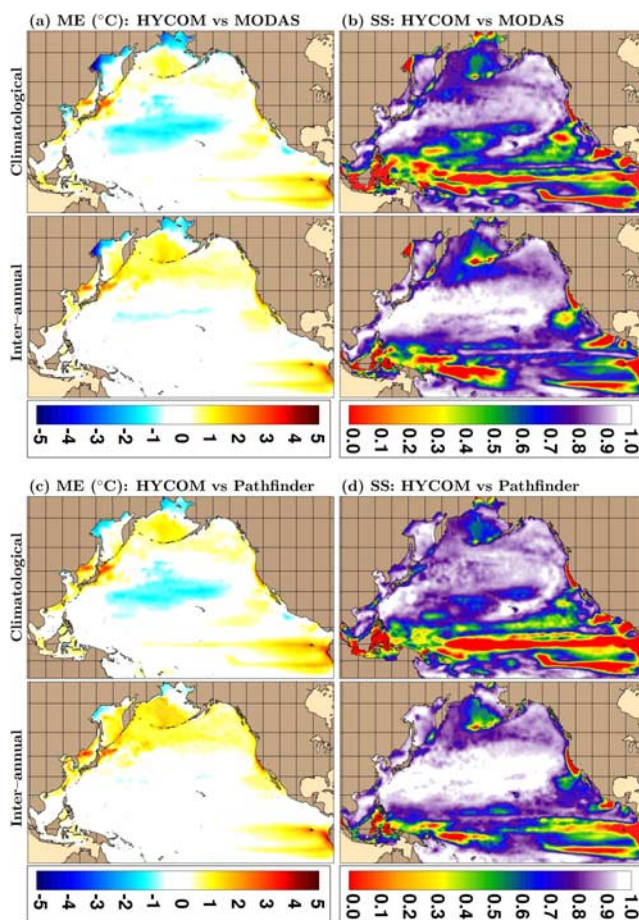 (a) ME (°C): HYCOM vs MODAS
(b) SS: HYCOM vs MODAS
Climatological
Inter–annual
-5 -4 -3 -2 -1 0 1 2 3 4 5
0.0 0.1 0.2 0.3 0.4 0.5 0.6 0.7 0.8 0.9 1.0
(c) ME (°C): HYCOM vs Pathfinder
(d) SS: HYCOM vs Pathfinder
Climatological
Inter–annual
-5 -4 -3 -2 -1 0 1 2 3 4 5
0.0 0.1 0.2 0.3 0.4 0.5 0.6 0.7 0.8 0.9 1.0